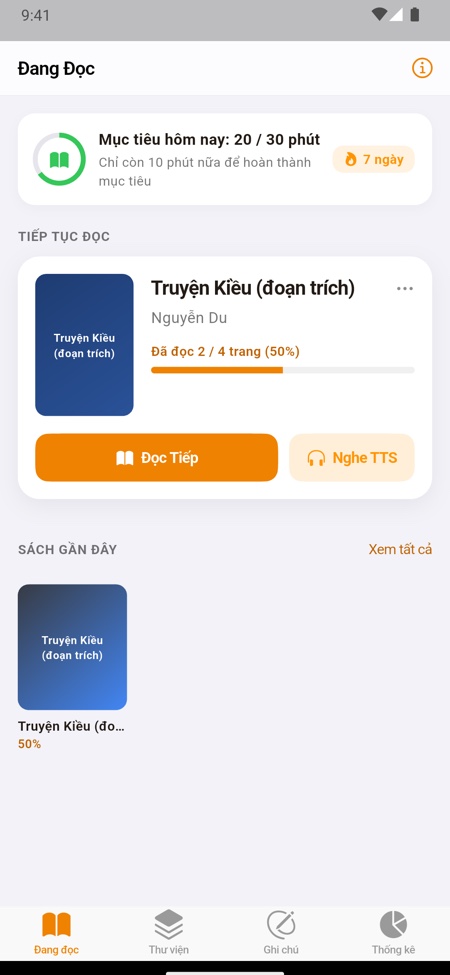 9:41
Đang Đọc
Mục tiêu hôm nay: 20 / 30 phút
Chỉ còn 10 phút nữa để hoàn thành
mục tiêu
7 ngày
TIẾP TỤC ĐỌC
Truyện Kiều
(đoạn trích)
Truyện Kiều (đoạn trích)
Nguyễn Du
Đã đọc 2 / 4 trang (50%)
Đọc Tiếp
Nghe TTS
SÁCH GẦN ĐÂY
Xem tất cả
Truyện Kiều
(đoạn trích)
Truyện Kiều (đo...
50%
Đang đọc
Thư viện
Ghi chú
Thống kê